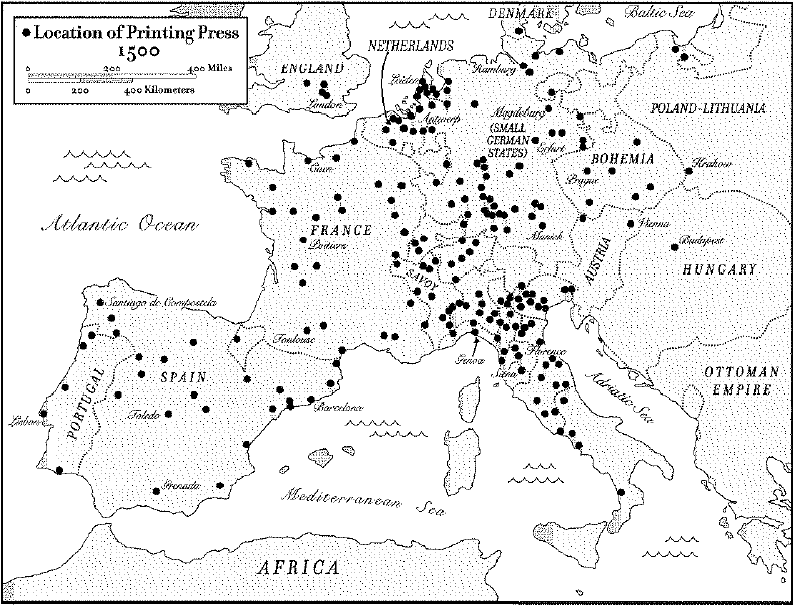 Location of Printing Press
1500
0 200 400 Miles
0 200 400 Kilometers
DENMARK
Baltic Sea
NETHERLANDS
ENGLAND
Hamburg
London
Antwerp
Magdeburg
(SMALL
GERMAN
STATES)
POLAND-LITHUANIA
Erfurt
BOHEMIA
Krakow
Caen
Prague
Atlantic Ocean
FRANCE
Poitiers
Munich
Vienna
Budapest
AUSTRIA
HUNGARY
SAVOY
Santiago de Compostela
Toulouse
Genoa
Florence
Siena
SPAIN
PORTUGAL
Adriatic Sea
OTTOMAN
EMPIRE
Lisbon
Toledo
Barcelona
Grenada
Mediterranean Sea
AFRICA